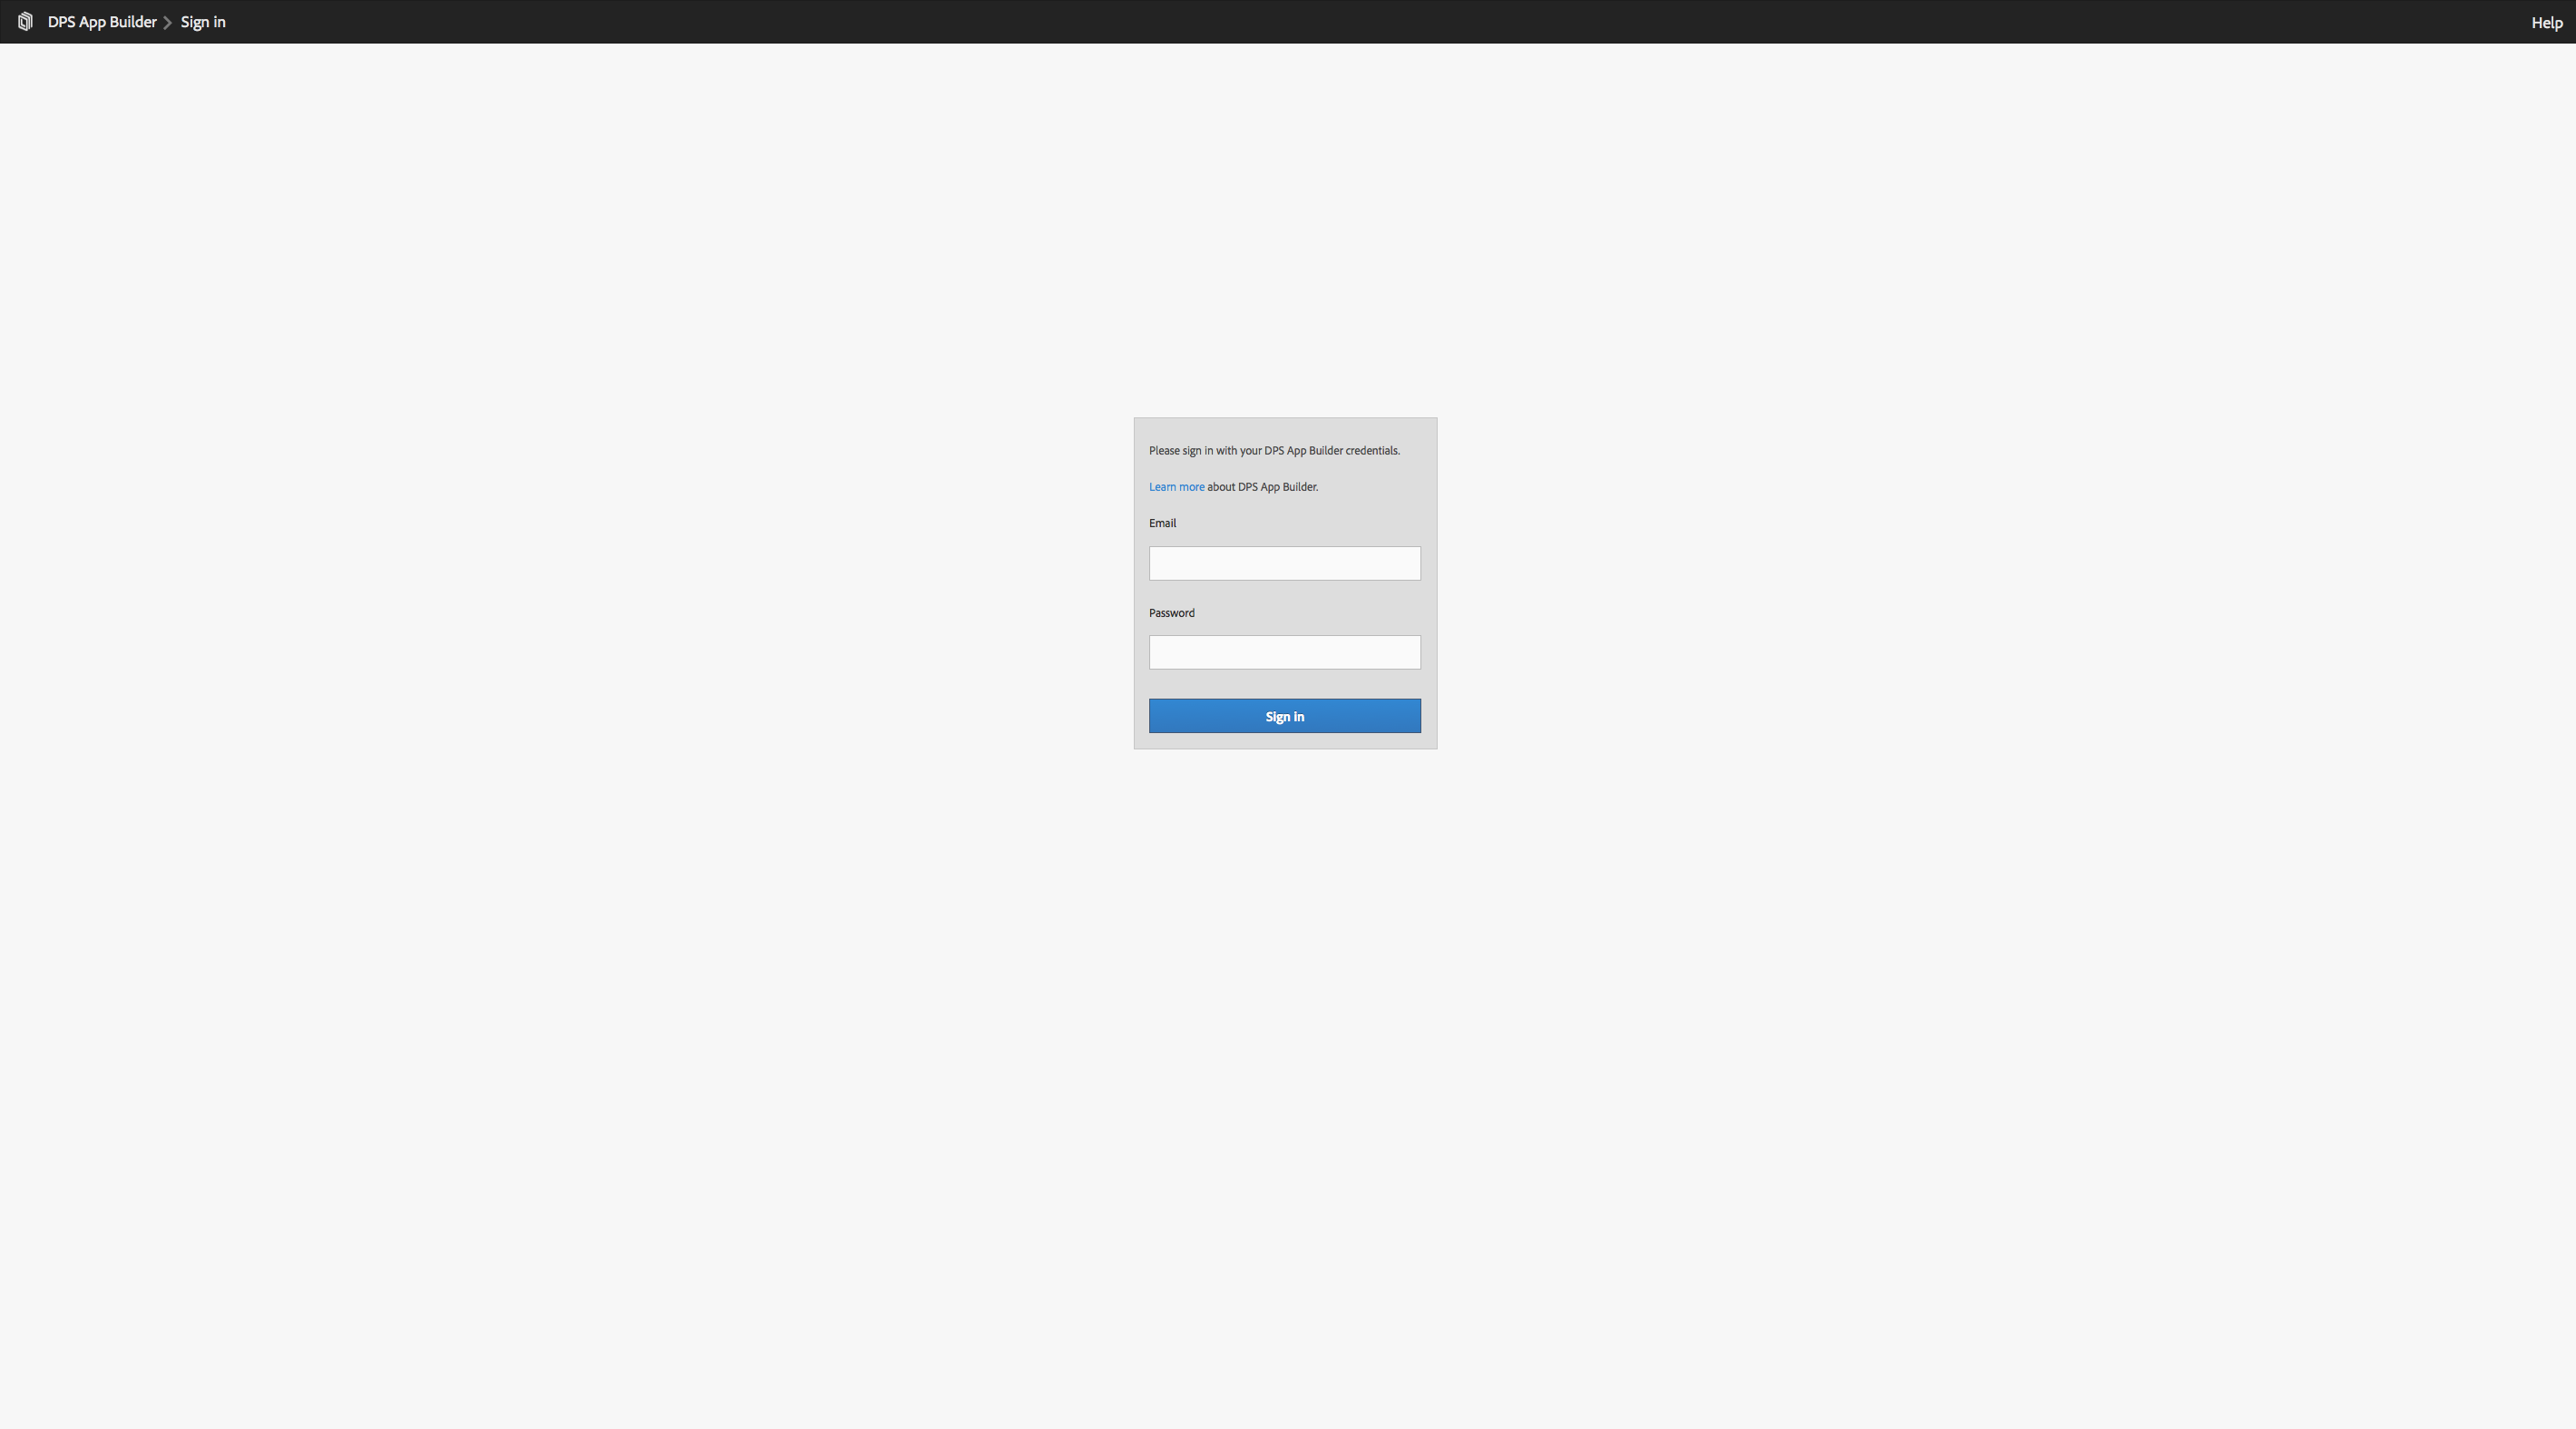 DPS App Builder > Sign in
Help
Please sign in with your DPS App Builder credentials.
Learn more about DPS App Builder.
Email
Password
Sign in